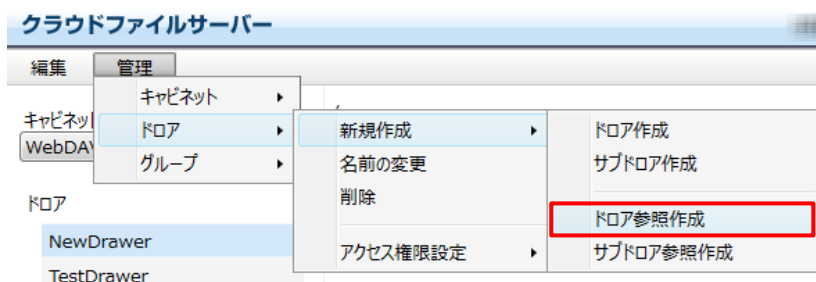 クラウドファイルサーバー
編集 管理
キャビネット
ドロア
グループ
新規作成
名前の変更
削除
アクセス権限設定
ドロア作成
サブドロア作成
ドロア参照作成
サブドロア参照作成
キャビネッ
WebDAV
ドロア
NewDrawer
TestDrawer